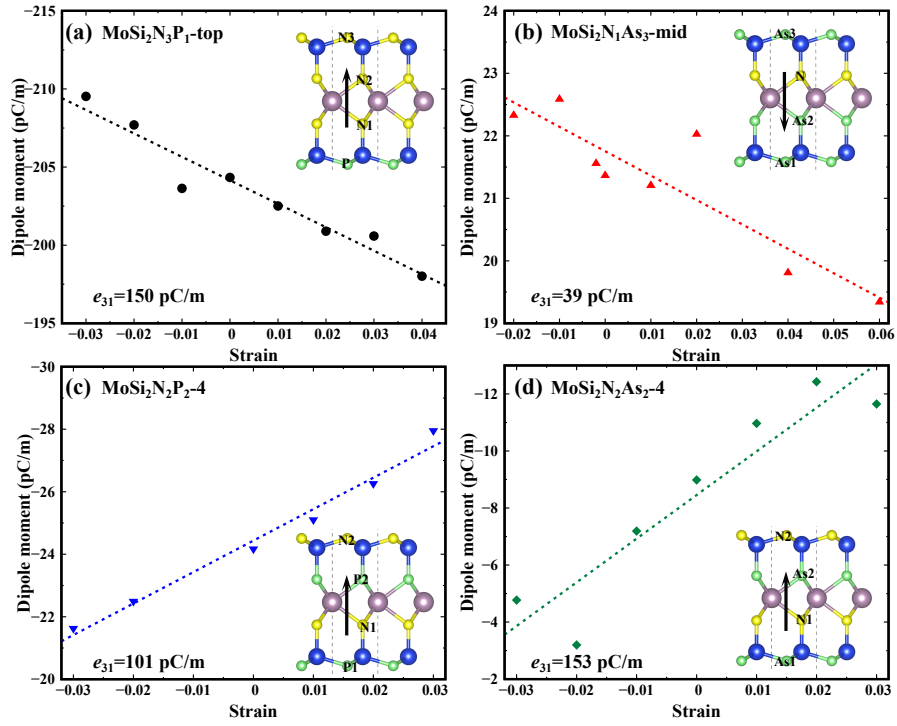 (a) MoSi₂N₃P₁-top
N3
N2
N1
P
−210
−205
−200
−195
Dipole moment (pC/m)
e₃₁=150 pC/m
−0.03 −0.02 −0.01 0 0.01 0.02 0.03 0.04
Strain
(b) MoSi₂N₁As₃-mid
As3
N
As2
As1
24
23
22
21
20
19
Dipole moment (pC/m)
e₃₁=39 pC/m
−0.02 −0.01 0 0.01 0.02 0.03 0.04 0.05 0.06
Strain
(c) MoSi₂N₂P₂-4
N2
P2
N1
P1
−30
−28
−26
−24
−22
−20
Dipole moment (pC/m)
e₃₁=101 pC/m
−0.03 −0.02 −0.01 0 0.01 0.02 0.03
Strain
(d) MoSi₂N₂As₂-4
N2
As2
N1
As1
−12
−10
−8
−6
−4
−2
Dipole moment (pC/m)
e₃₁=153 pC/m
−0.03 −0.02 −0.01 0 0.01 0.02 0.03
Strain